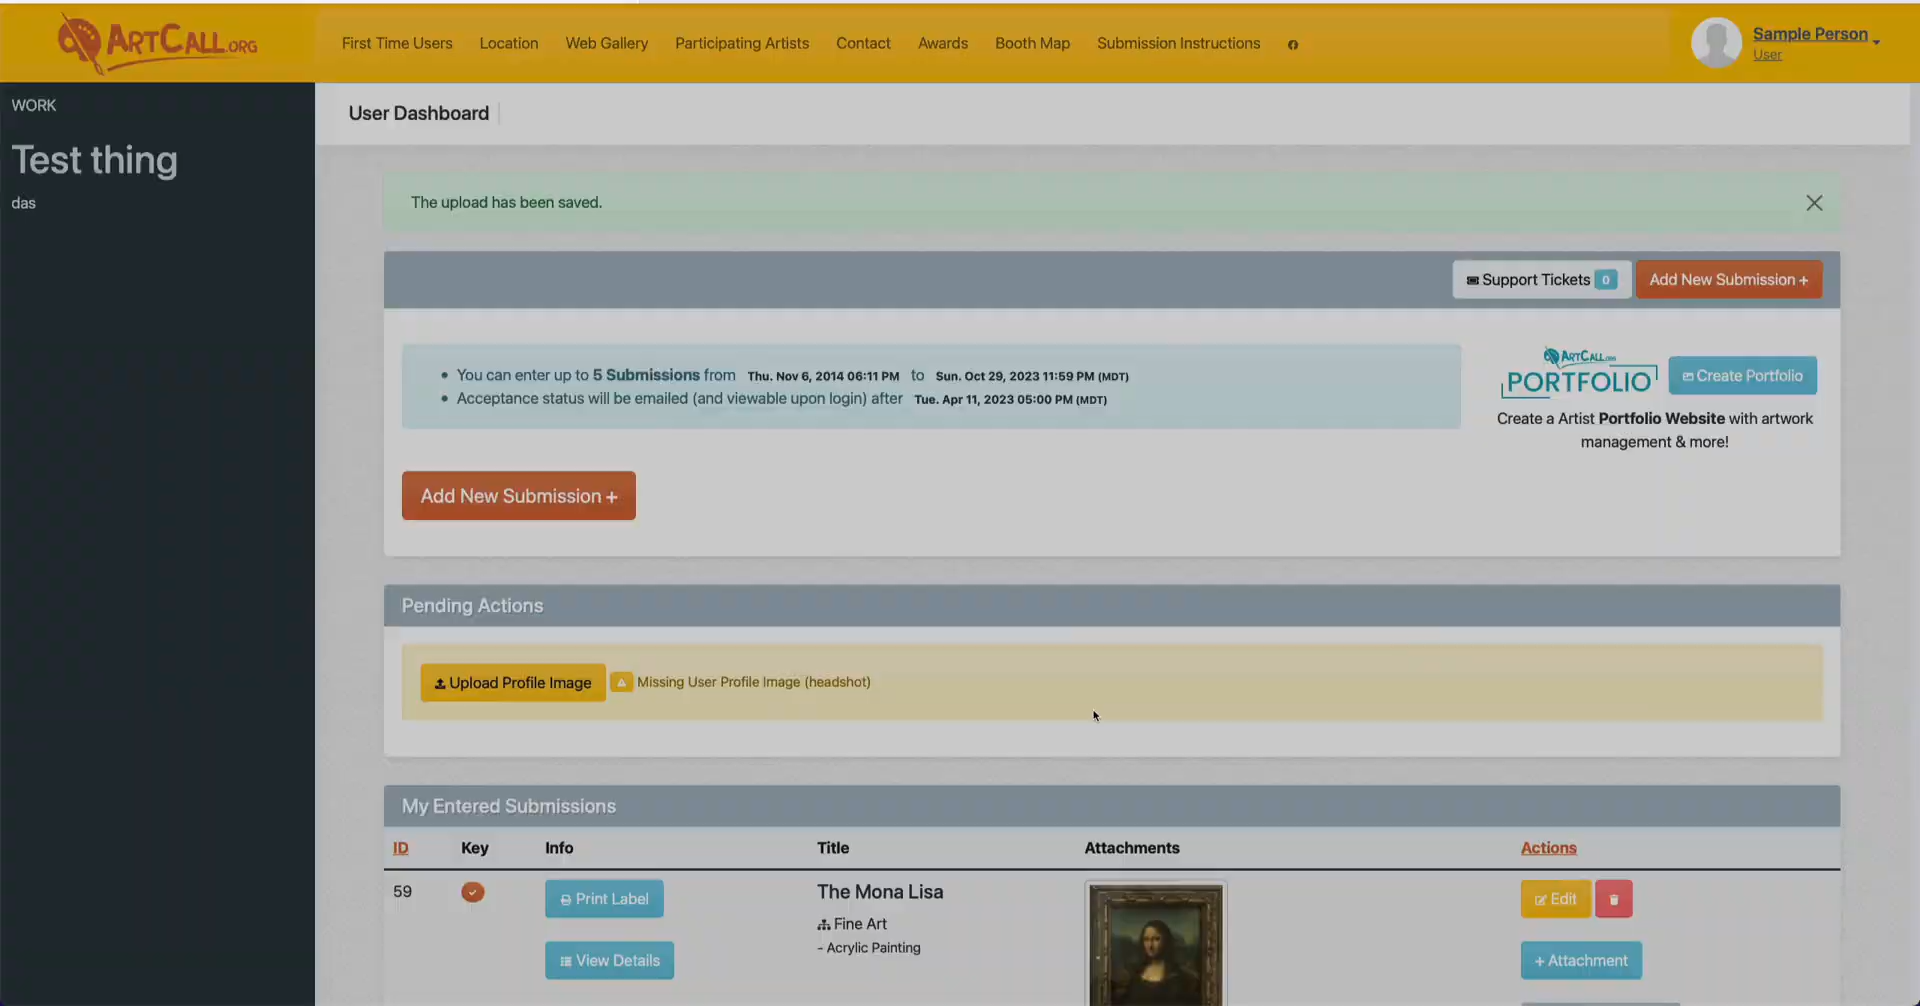 ARTCALL.ORG
First Time Users Location Web Gallery Participating Artists Contact Awards Booth Map Submission Instructions
Sample Person
User
WORK
Test thing
das
User Dashboard
The upload has been saved.
Support Tickets 0 Add New Submission +
You can enter up to 5 Submissions from Thu. Nov 6, 2014 06:11 PM to Sun. Oct 29, 2023 11:59 PM (MDT)
Acceptance status will be emailed (and viewable upon login) after Tue. Apr 11, 2023 05:00 PM (MDT)
ARTCALL.ORG
PORTFOLIO
Create Portfolio
Create a Artist Portfolio Website with artwork
management & more!
Add New Submission +
Pending Actions
Upload Profile Image Missing User Profile Image (headshot)
My Entered Submissions
ID Key Info Title Attachments Actions
59 Print Label The Mona Lisa Edit
Fine Art
- Acrylic Painting
View Details + Attachment